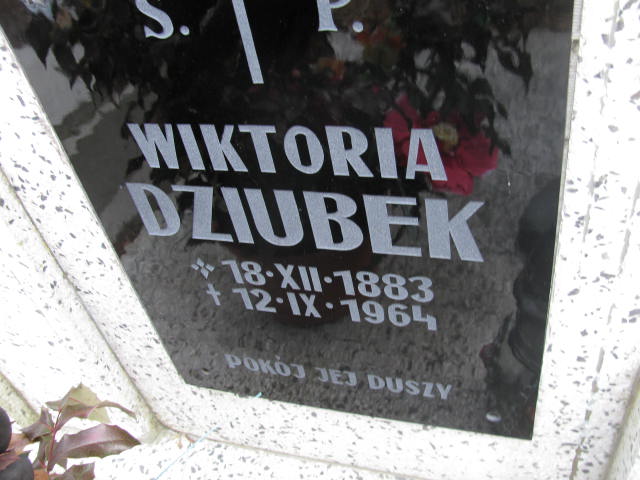 S. P.
WIKTORIA
DZIUBEK
18·XII·1883
† 12·IX·1964
POKÓJ JEJ DUSZY